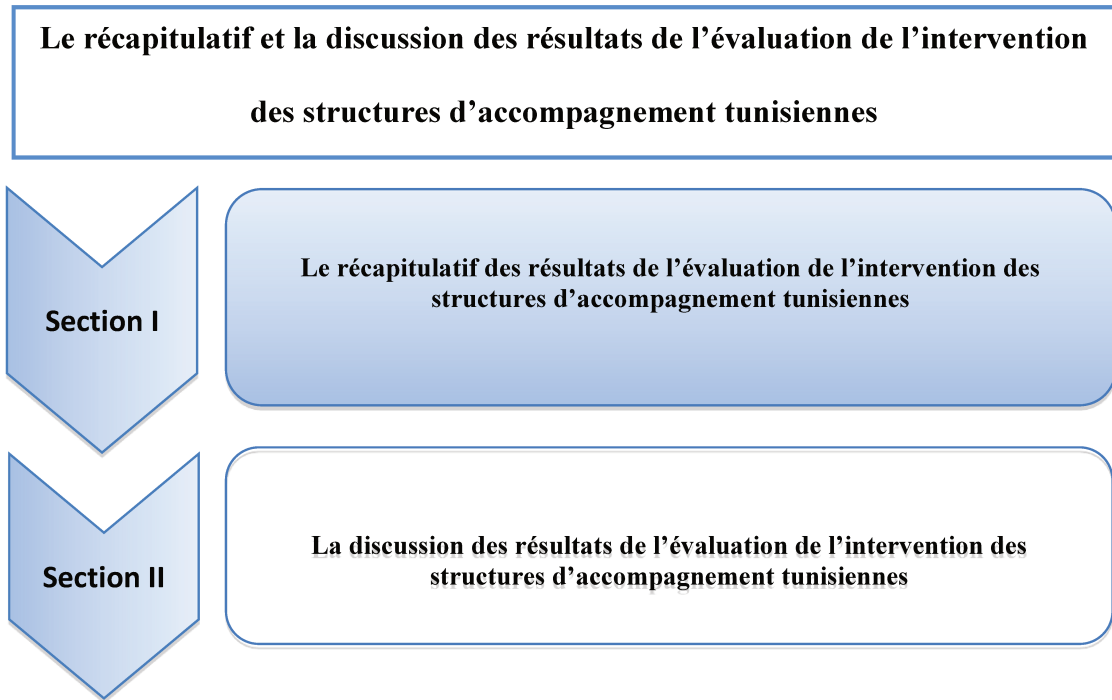 Le récapitulatif et la discussion des résultats de l’évaluation de l’intervention
des structures d’accompagnement tunisiennes
Section I
Le récapitulatif des résultats de l’évaluation de l’intervention des
structures d’accompagnement tunisiennes
Section II
La discussion des résultats de l’évaluation de l’intervention des
structures d’accompagnement tunisiennes